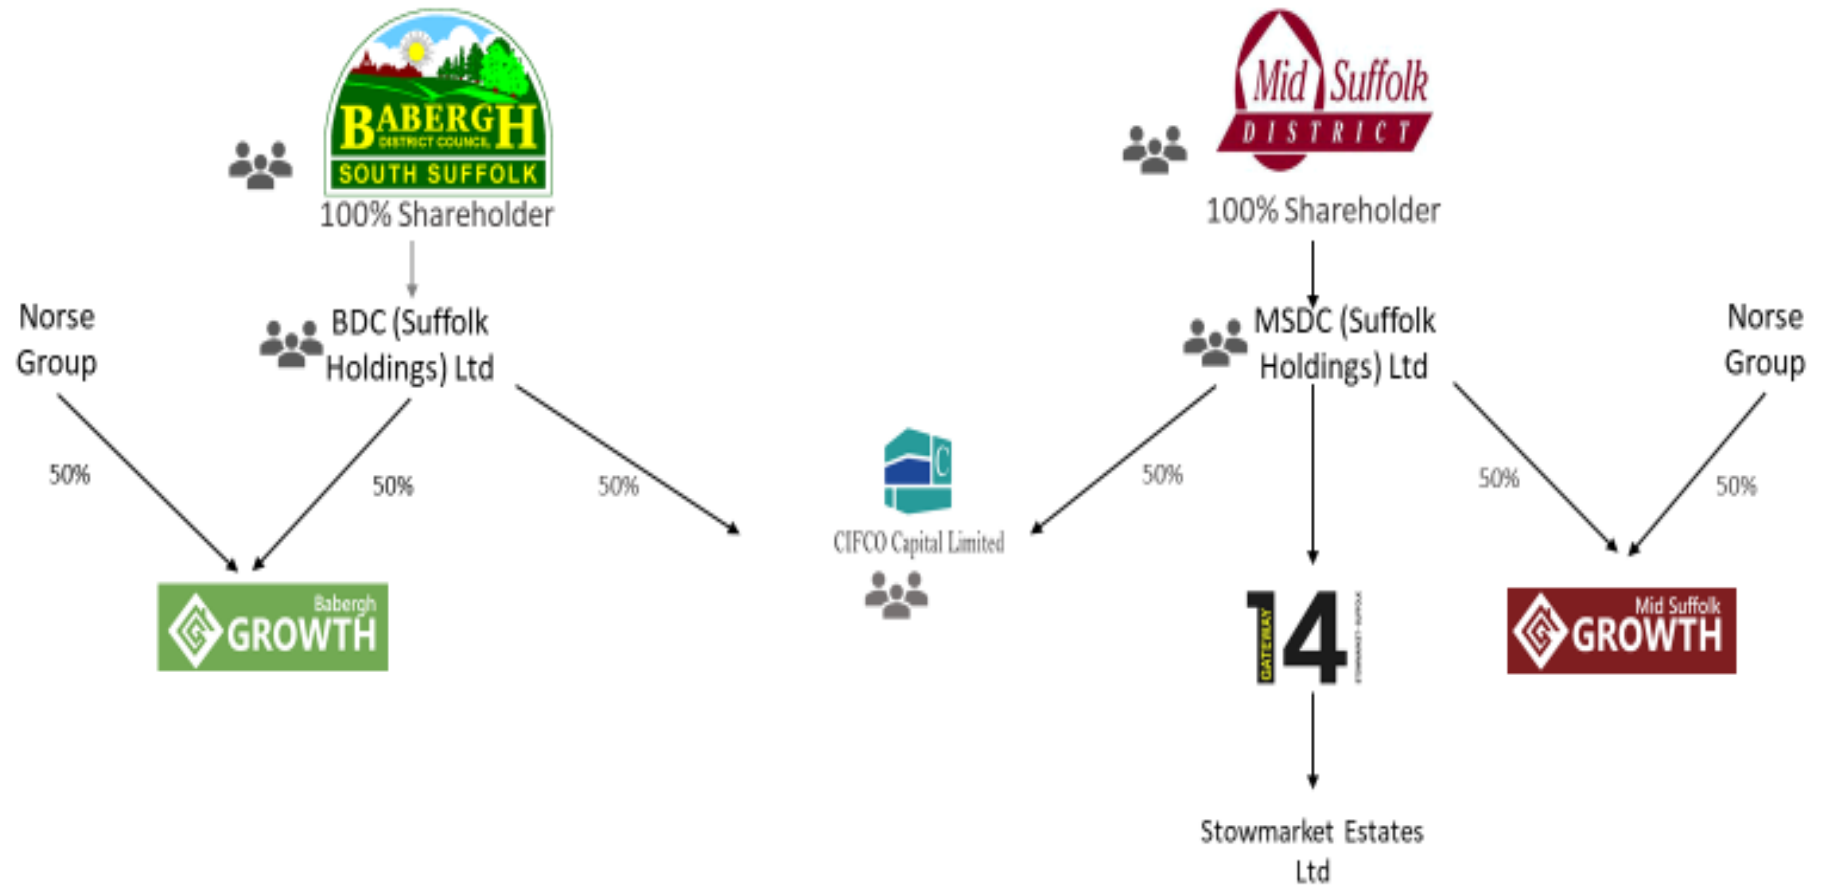 BABERGH
DISTRICT COUNCIL
SOUTH SUFFOLK
100% Shareholder
Mid Suffolk
DISTRICT
100% Shareholder
Norse
Group
BDC (Suffolk
Holdings) Ltd
MSDC (Suffolk
Holdings) Ltd
Norse
Group
50%
50%
50%
50%
50%
50%
C
CIFCO Capital Limited
Babergh
GROWTH
GATEWAY
14
STOWMARKET SUFFOLK
Mid Suffolk
GROWTH
Stowmarket Estates
Ltd